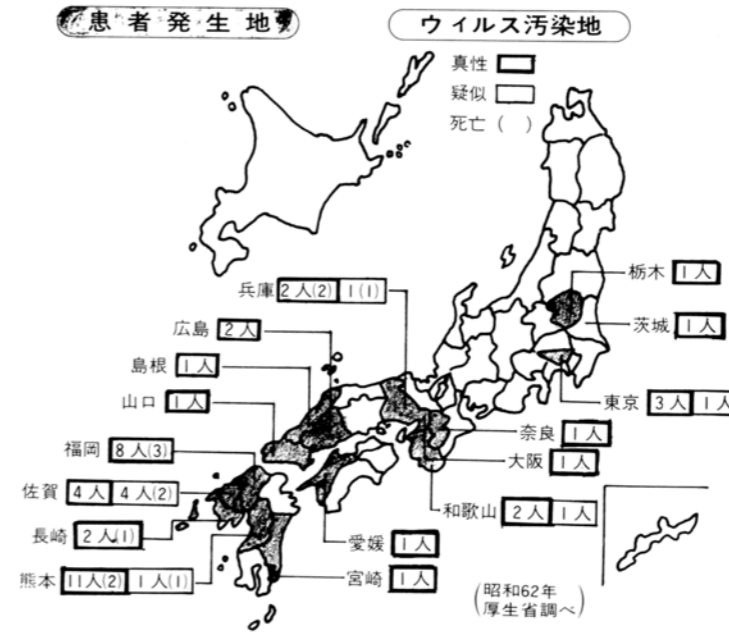 患者発生地
ウィルス汚染地
真性
疑似
死亡 ( )
栃木 1人
兵庫 2人(2) 1(1)
茨城 1人
広島 2人
島根 1人
山口 1人
東京 3人 1人
奈良 1人
福岡 8人(3)
大阪 1人
佐賀 4人 4人(2)
和歌山 2人 1人
長崎 2人(1)
愛媛 1人
熊本 11人(2) 1人(1)
宮崎 1人
(昭和62年
厚生省調べ)